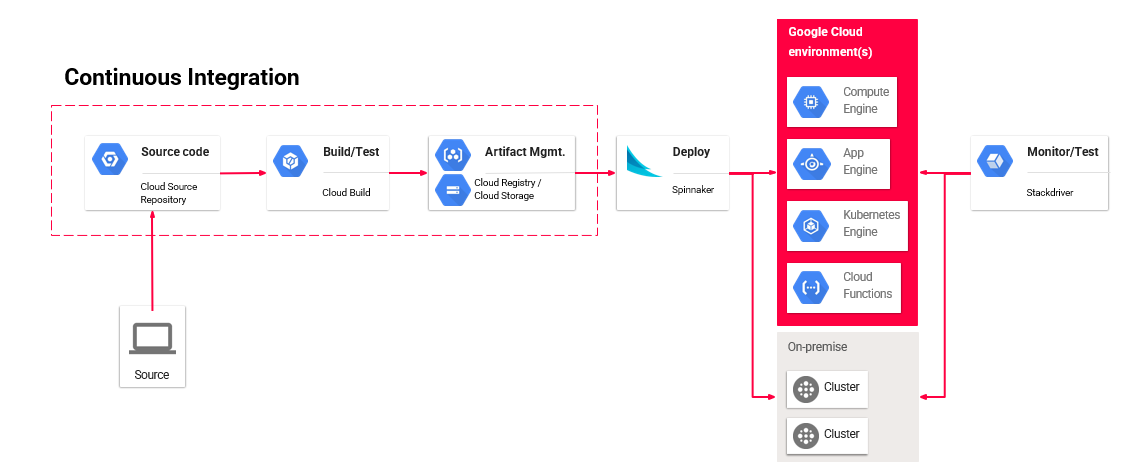 Google Cloud
environment(s)
Continuous Integration
Compute
Engine
Source code
Cloud Source
Repository
Build/Test
Cloud Build
Artifact Mgmt.
Cloud Registry /
Cloud Storage
Deploy
Spinnaker
App
Engine
Monitor/Test
Stackdriver
Kubernetes
Engine
Cloud
Functions
Source
On-premise
Cluster
Cluster